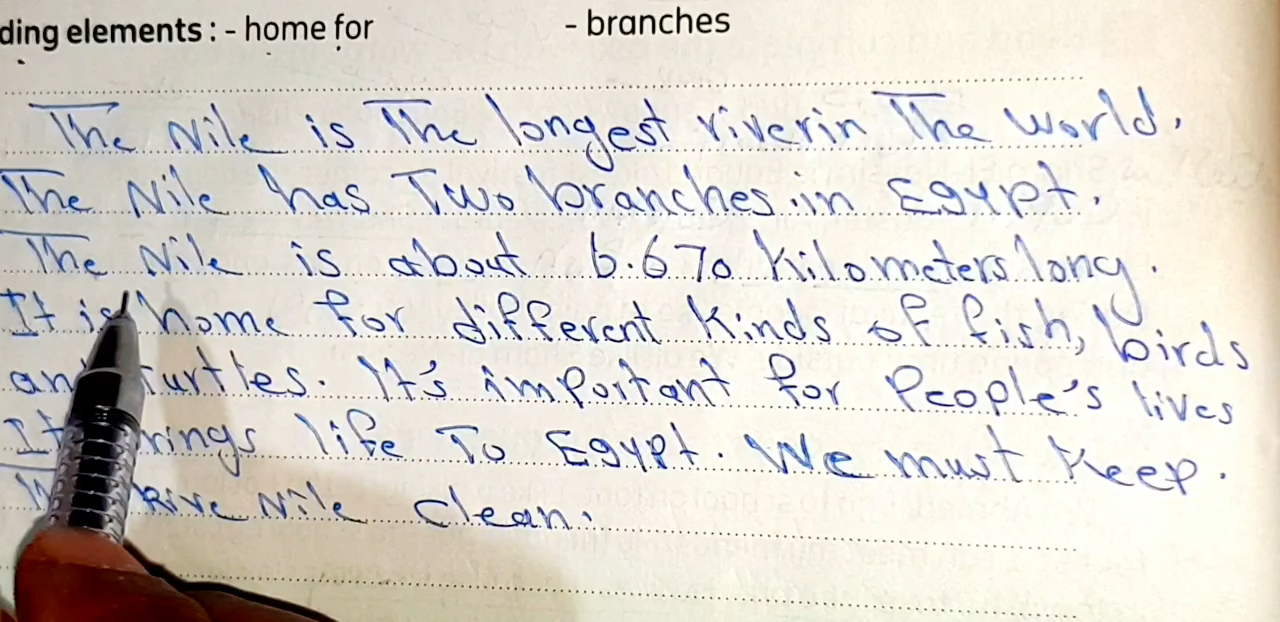 ding elements : - home for - branches
The Nile is The longest riverin The world.
The Nile has Two branches in Egypt.
The Nile is about 6.670 Kilometers long.
It is home for different Kinds of fish, birds
and turtles. It's important for People's lives
It rings life To Egypt. We must Keep.
Rive Nile clean.